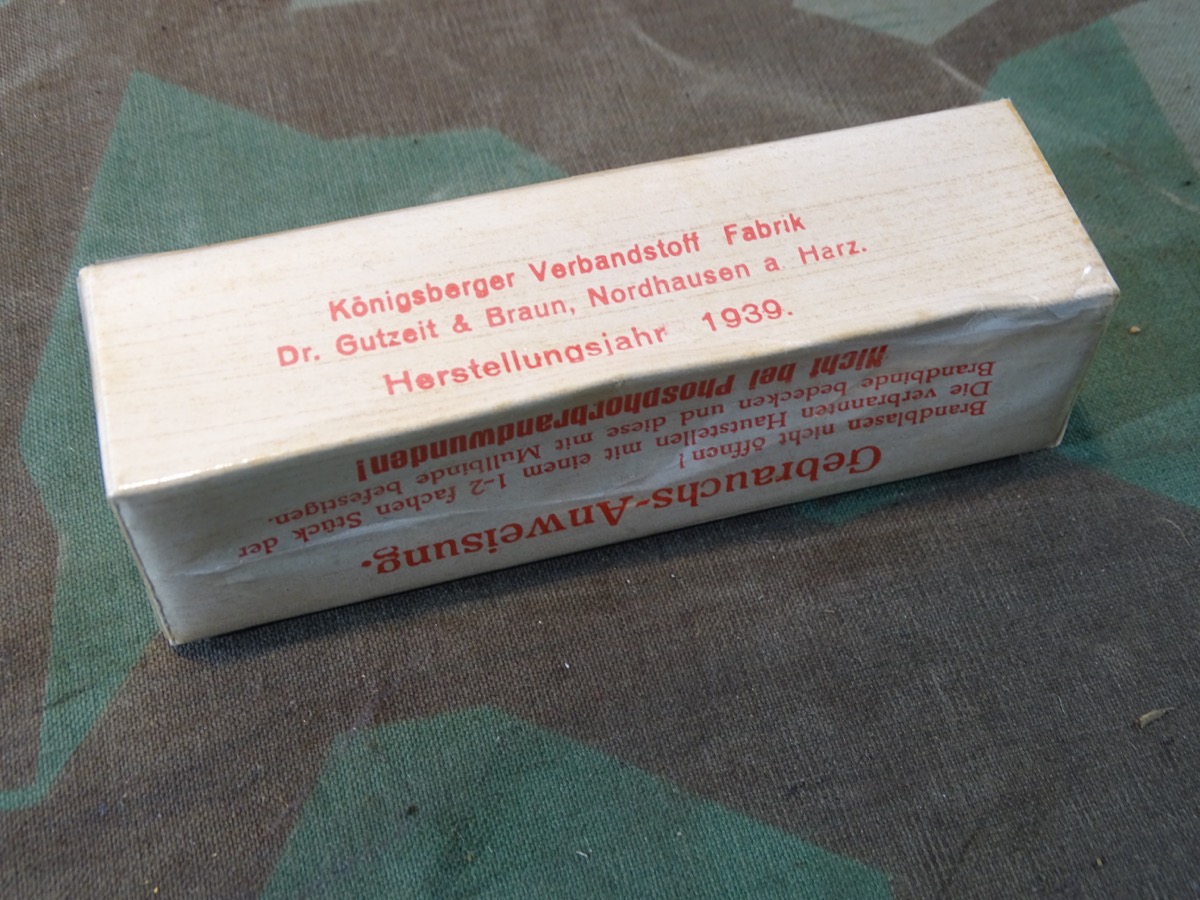 Königsberger Verbandstoff Fabrik
Dr. Gutzeit & Braun, Nordhausen a Harz.
Herstellungsjahr 1939.
Gebrauchs-Anweisung.
Brandblasen nicht öffnen!
Die verbrannten Hautstellen mit einem 1-2 fachen Stück der
Brandbinde bedecken und diese mit Mullbinde befestigen.
Nicht bei Phosphorbrandwunden!